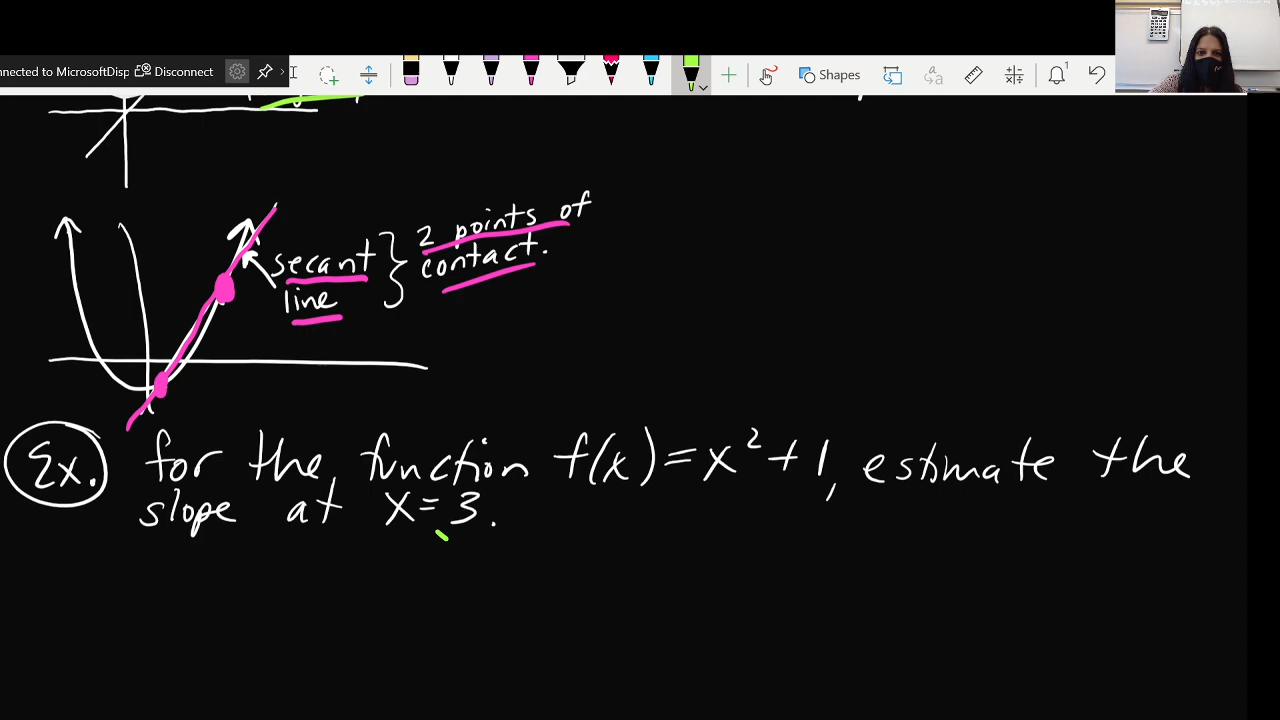 nnected to MicrosoftDisp Disconnect
Shapes
1
secant
line
2 points of
contact.
Ex. for the function f(x) = x² + 1, estimate the
slope at x = 3.